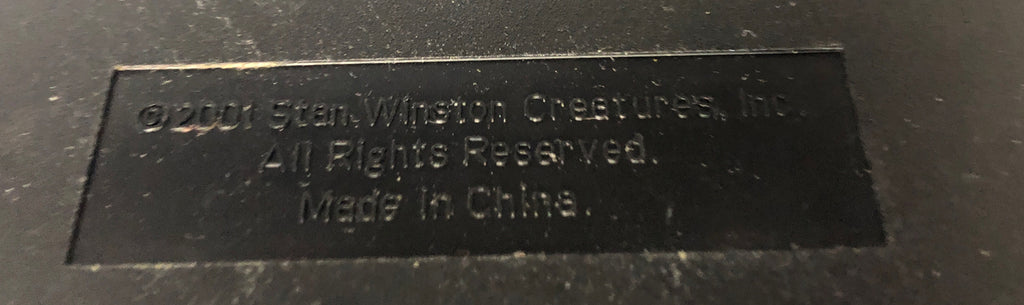 ©2001 Stan Winston Creatures, Inc.
All Rights Reserved.
Made in China.